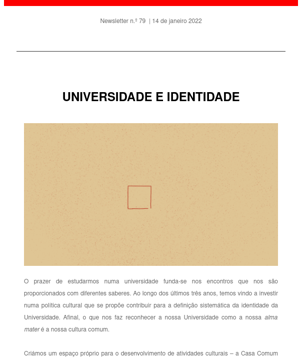 Newsletter n.º 79 | 14 de janeiro 2022
UNIVERSIDADE E IDENTIDADE
O prazer de estudarmos numa universidade funda-se nos encontros que nos são
proporcionados com diferentes saberes. Ao longo dos últimos três anos, temos vindo a investir
numa política cultural que se propõe contribuir para a definição sistemática da identidade da
Universidade. Afinal, o que nos faz reconhecer a nossa Universidade como a nossa alma
mater é a nossa cultura comum.
Criámos um espaço próprio para o desenvolvimento de atividades culturais – a Casa Comum